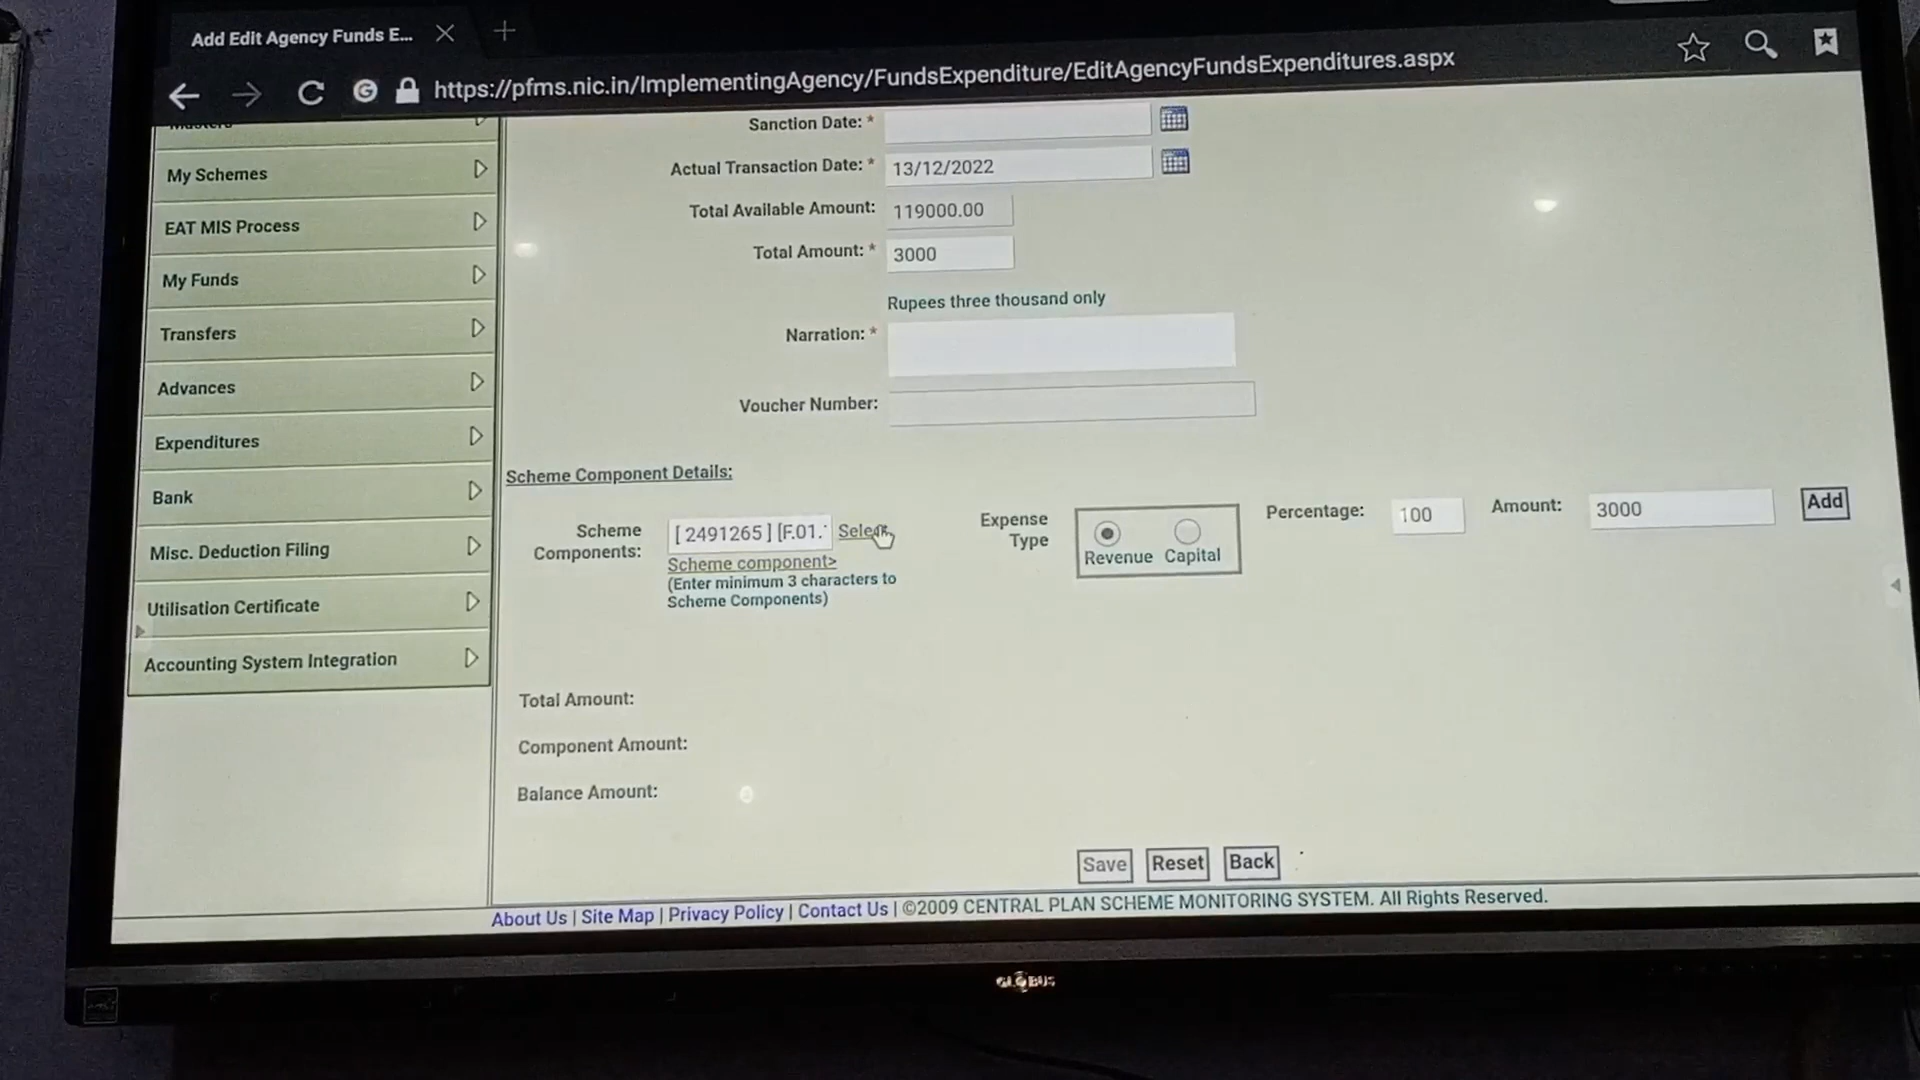 Add Edit Agency Funds E...
https://pfms.nic.in/ImplementingAgency/FundsExpenditure/EditAgencyFundsExpenditures.aspx
Masters
My Schemes
EAT MIS Process
My Funds
Transfers
Advances
Expenditures
Bank
Misc. Deduction Filing
Utilisation Certificate
Accounting System Integration
Sanction Date: *
Actual Transaction Date: * 13/12/2022
Total Available Amount: 119000.00
Total Amount: * 3000
Rupees three thousand only
Narration: *
Voucher Number:
Scheme Component Details:
Scheme Components: [ 2491265 ] [F.01.
Scheme component>
(Enter minimum 3 characters to
Scheme Components)
Expense Type
Revenue Capital
Percentage: 100
Amount: 3000
Add
Total Amount:
Component Amount:
Balance Amount:
Save Reset Back
About Us | Site Map | Privacy Policy | Contact Us | ©2009 CENTRAL PLAN SCHEME MONITORING SYSTEM. All Rights Reserved.
GLOBUS